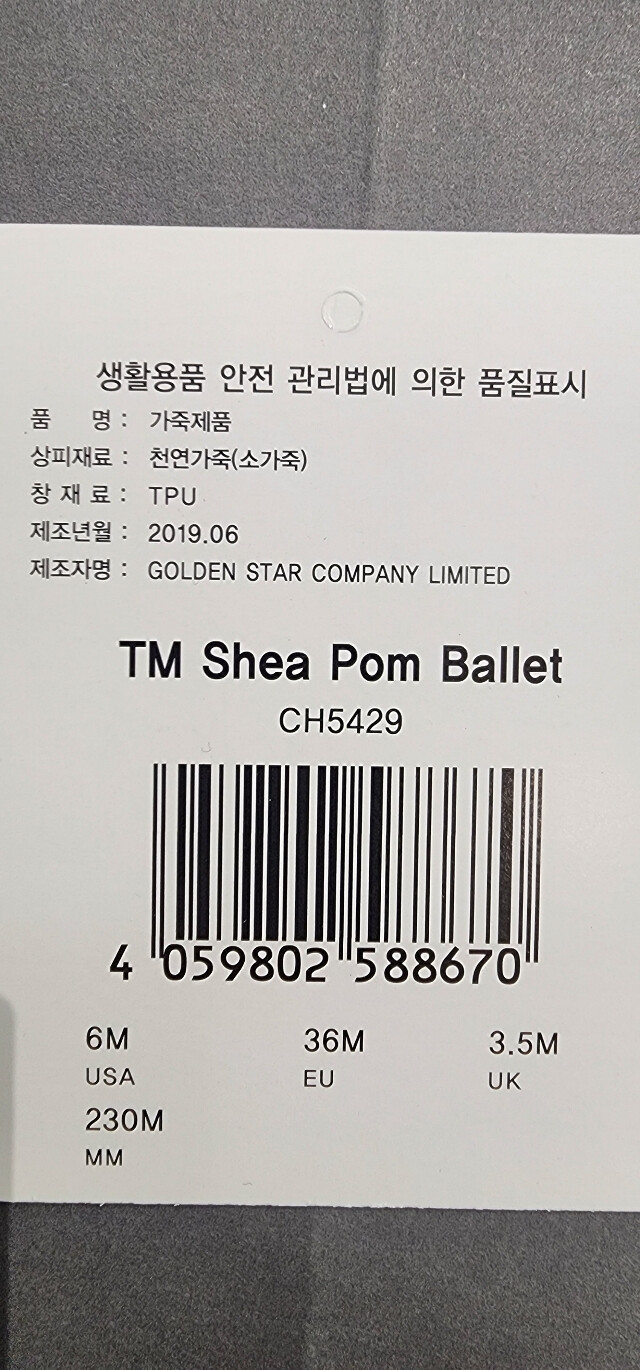 생활용품 안전 관리법에 의한 품질표시
품 명 : 가죽제품
상피재료 : 천연가죽(소가죽)
창 재 료 : TPU
제조년월 : 2019.06
제조자명 : GOLDEN STAR COMPANY LIMITED
TM Shea Pom Ballet
CH5429
4 059802 588670
6M 36M 3.5M
USA EU UK
230M
MM